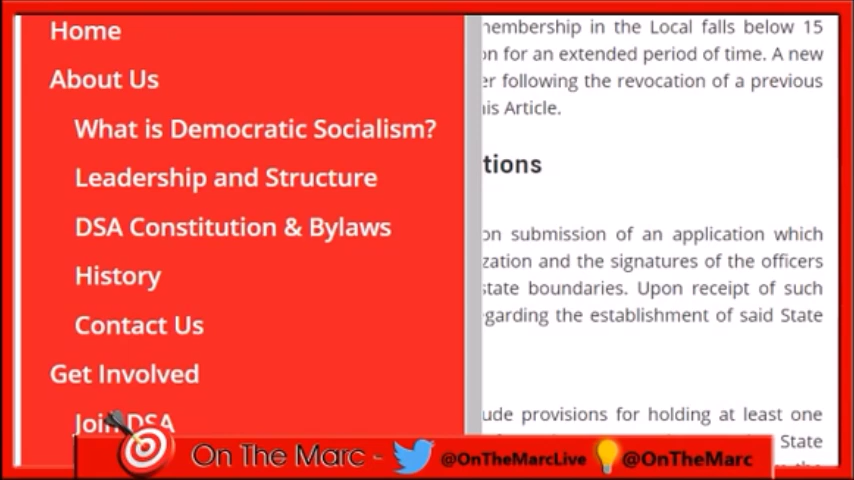 Home
About Us
What is Democratic Socialism?
Leadership and Structure
DSA Constitution & Bylaws
History
Contact Us
Get Involved
Join DSA
membership in the Local falls below 15
on for an extended period of time. A new
er following the revocation of a previous
his Article.
tions
on submission of an application which
zation and the signatures of the officers
state boundaries. Upon receipt of such
egarding the establishment of said State
ude provisions for holding at least one
State
On The Marc - @OnTheMarcLive @OnTheMarc